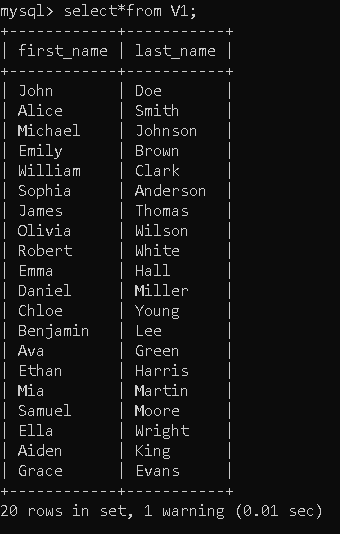 mysql> select*from V1;
+------------+-----------+
| first_name | last_name |
+------------+-----------+
| John       | Doe       |
| Alice      | Smith     |
| Michael    | Johnson   |
| Emily      | Brown     |
| William    | Clark     |
| Sophia     | Anderson  |
| James      | Thomas    |
| Olivia     | Wilson    |
| Robert     | White     |
| Emma       | Hall      |
| Daniel     | Miller    |
| Chloe      | Young     |
| Benjamin   | Lee       |
| Ava        | Green     |
| Ethan      | Harris    |
| Mia        | Martin    |
| Samuel     | Moore     |
| Ella       | Wright    |
| Aiden      | King      |
| Grace      | Evans     |
+------------+-----------+
20 rows in set, 1 warning (0.01 sec)